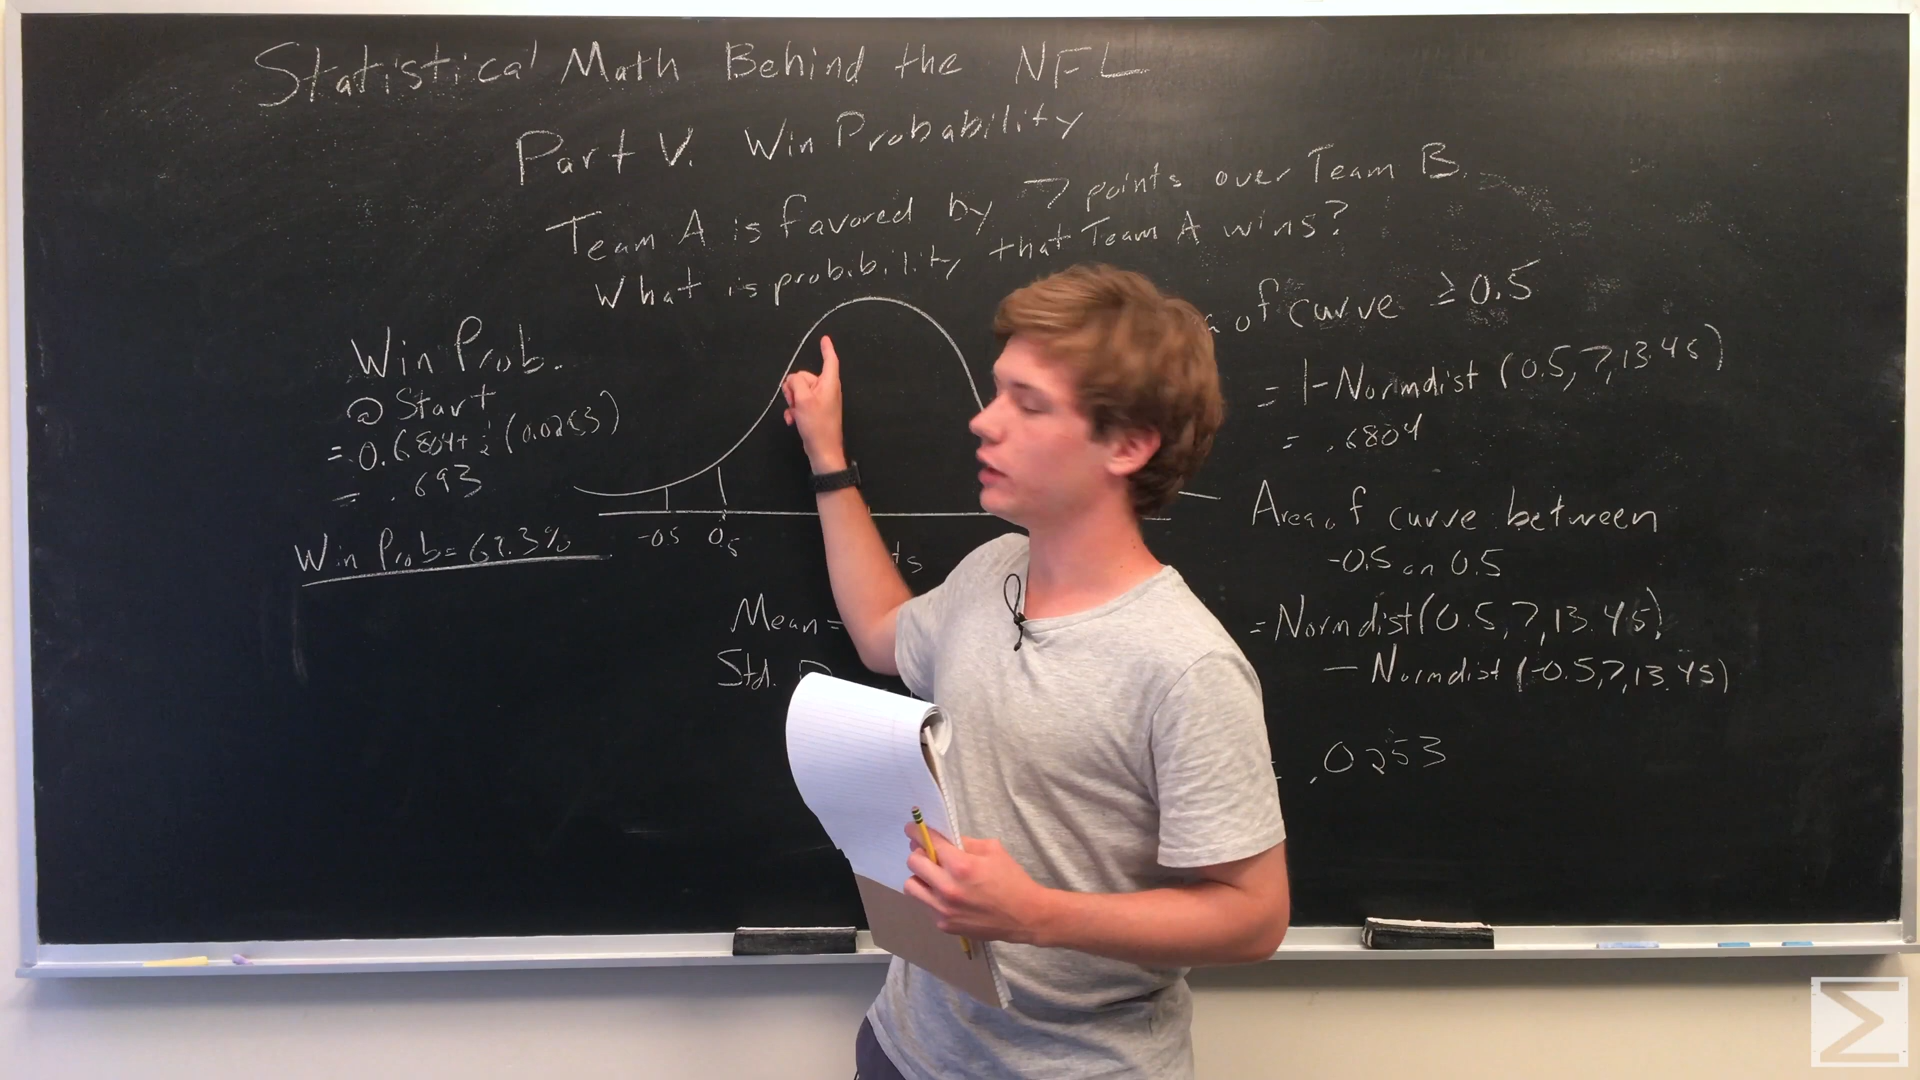 Statistical Math Behind the NFL
Part V. Win Probability
Team A is favored by 7 points over Team B.
What is probibility that Team A wins?
Win Prob.
@ Start
= 0.6804 + ½ (0.0253)
= .693
Win Prob = 69.3%
-0.5 0.5
ts
Mean =
Std.
of curve ≥ 0.5
= 1 - Normdist (0.5, 7, 13.45)
= .6804
Area of curve between
-0.5 an 0.5
= Normdist (0.5, 7, 13.45)
- Normdist (-0.5, 7, 13.45)
= .0253
Σ